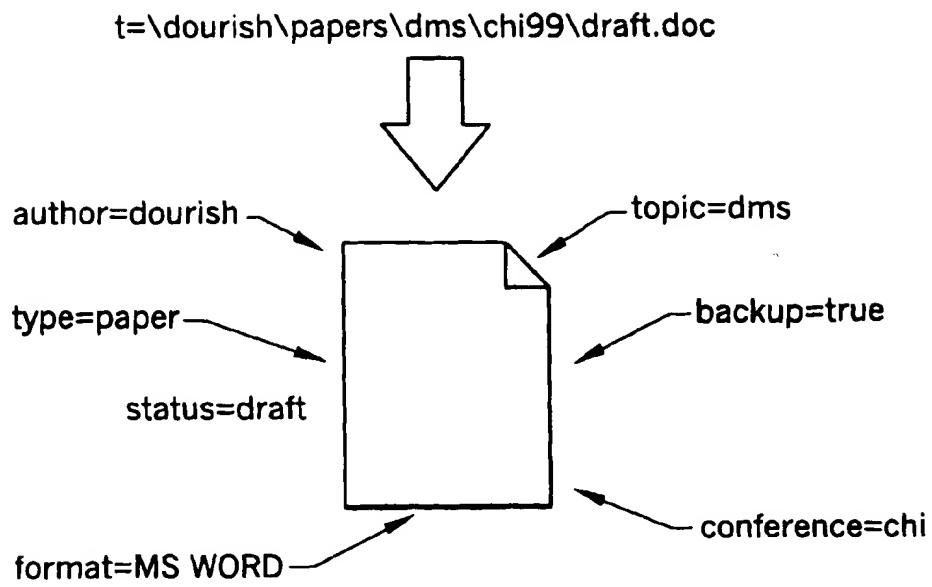 t=\dourish\papers\dms\chi99\draft.doc
author=dourish
topic=dms
type=paper
backup=true
status=draft
conference=chi
format=MS WORD